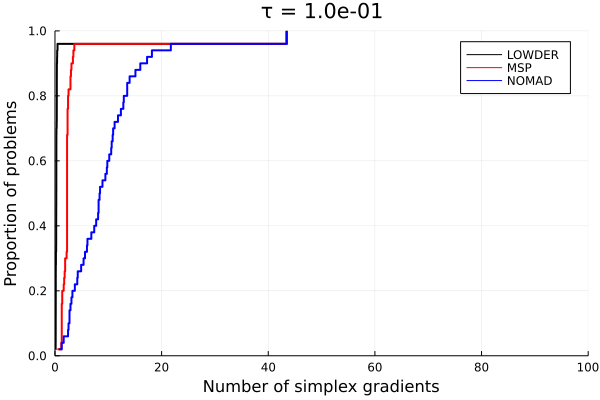 τ = 1.0e-01
LOWDER
MSP
NOMAD
Proportion of problems
1.0
0.8
0.6
0.4
0.2
0.0
0 20 40 60 80 100
Number of simplex gradients